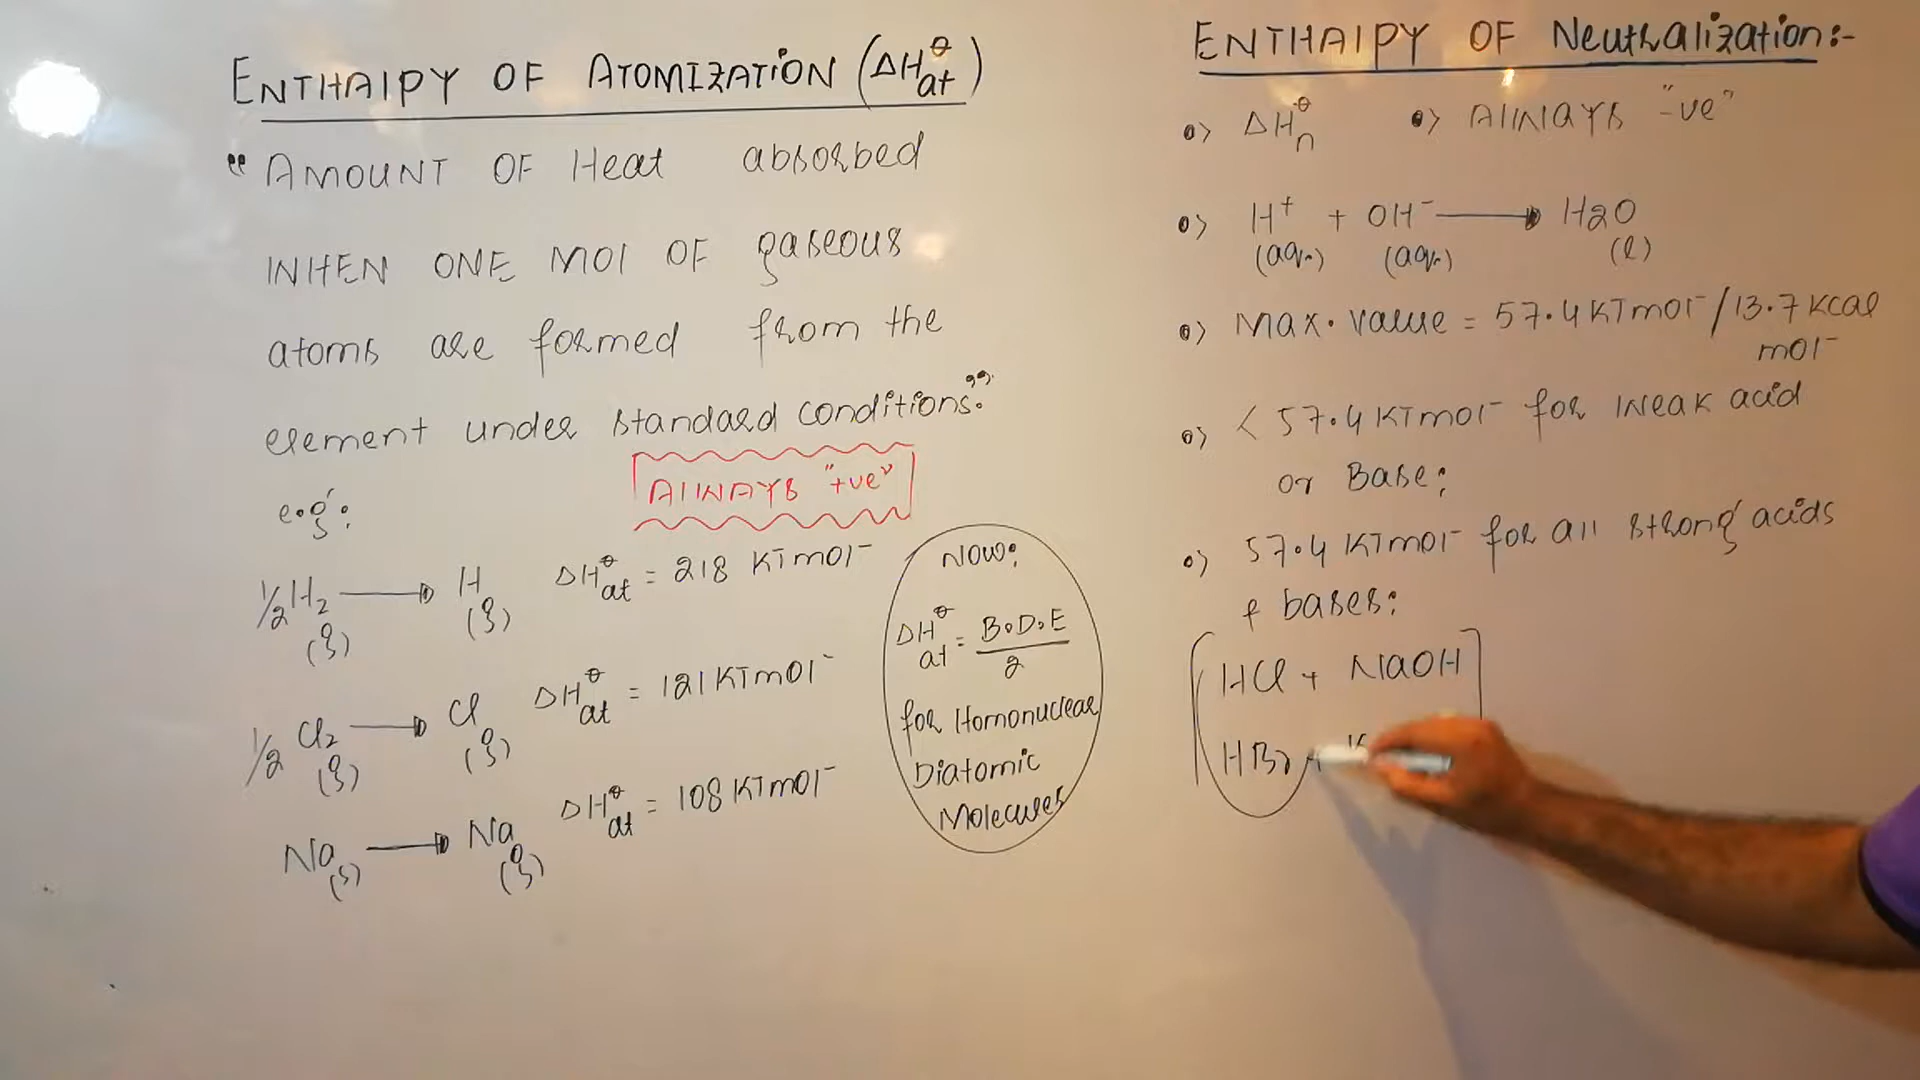 ENTHAlPY OF ATOMIZATION (ΔH⦵at)
“AMOUNT OF Heat absorbed
WHEN ONE MOl OF gaseous
atoms are formed from the
element under standard conditions.”
AlWAYS "+ve"
e.g:
1/2 H2 (g) → H (g) ΔH⦵at = 218 KJmol⁻
1/2 Cl2 (g) → Cl (g) ΔH⦵at = 121 KJmol⁻
Na (s) → Na (g) ΔH⦵at = 108 KJmol⁻
Now:
ΔH⦵at = B.D.E / 2
for Homonuclear
Diatomic
Molecules
ENTHAlPY OF Neutralization:-
ΔH⦵n AlWAYS "-ve"
H⁺ (aq.) + OH⁻ (aq.) → H2O (l)
Max. value = 57.4 KJmol⁻ / 13.7 Kcal
mol⁻
< 57.4 KJmol⁻ for weak acid
or Base:
57.4 KJmol⁻ for all strong acids
& bases:
HCl + NaOH
HBr + K